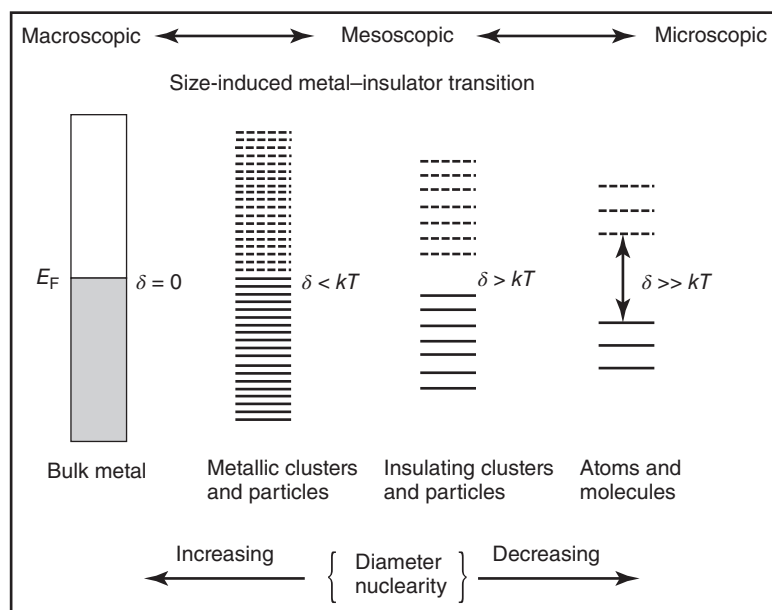 Macroscopic Mesoscopic Microscopic
Size-induced metal–insulator transition
E_F δ = 0 δ < kT δ > kT δ >> kT
Bulk metal Metallic clusters Insulating clusters Atoms and
and particles and particles molecules
Increasing { Diameter } Decreasing
nuclearity